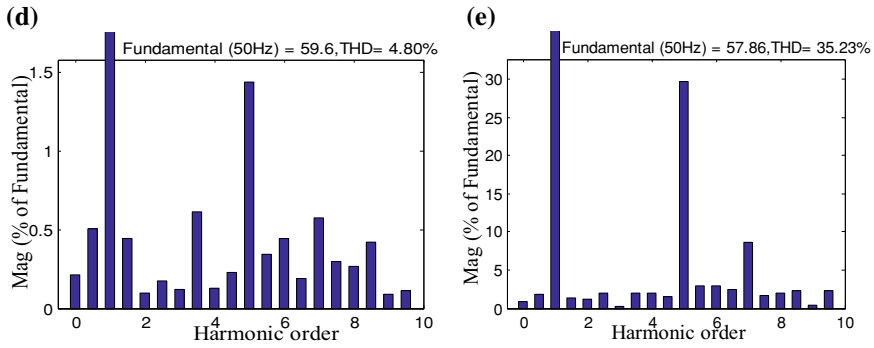 (d)
Fundamental (50Hz) = 59.6,THD= 4.80%
Mag (% of Fundamental)
1.5
1
0.5
0
0 2 4 6 8 10
Harmonic order
(e)
Fundamental (50Hz) = 57.86,THD= 35.23%
Mag (% of Fundamental)
30
25
20
15
10
5
0
0 2 4 6 8 10
Harmonic order